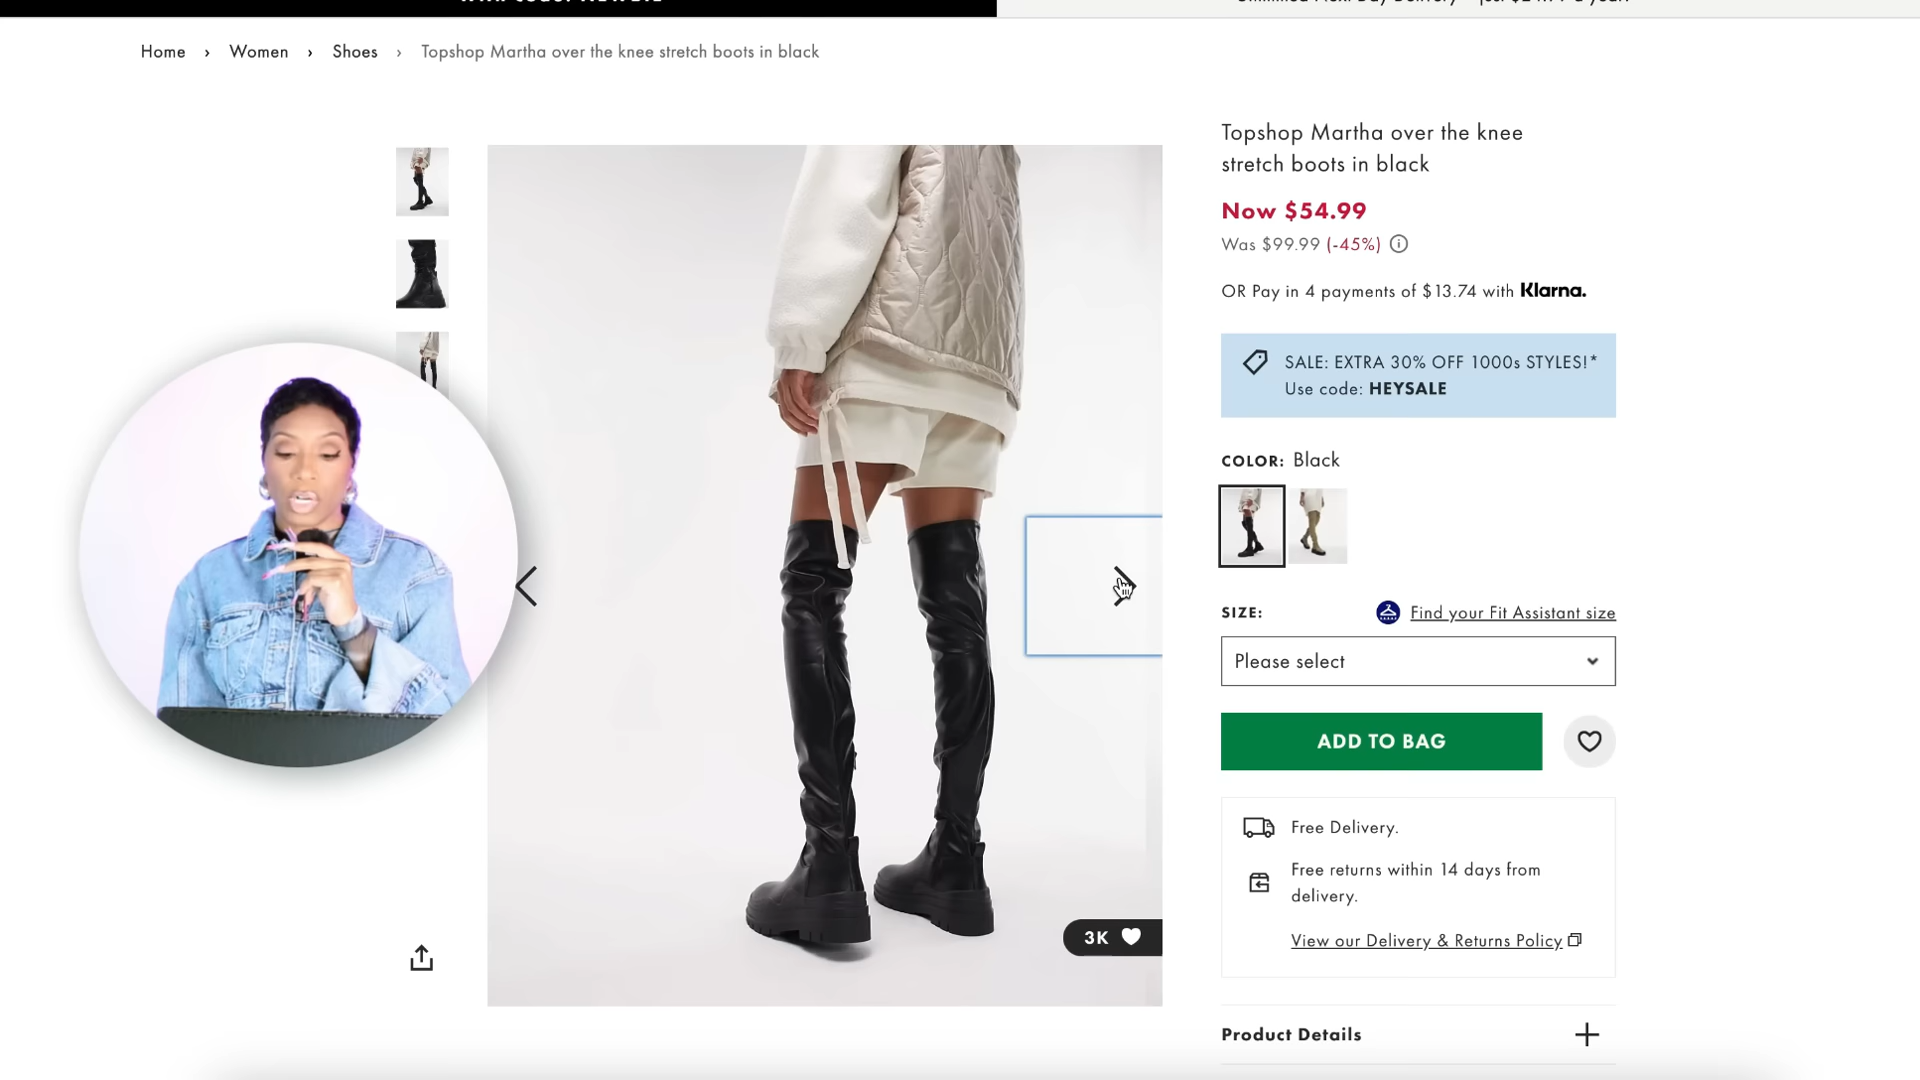 Home › Women › Shoes › Topshop Martha over the knee stretch boots in black
Topshop Martha over the knee
stretch boots in black
Now $54.99
Was $99.99 (-45%)
OR Pay in 4 payments of $13.74 with Klarna.
SALE: EXTRA 30% OFF 1000s STYLES!*
Use code: HEYSALE
COLOR: Black
SIZE: Find your Fit Assistant size
Please select
ADD TO BAG
Free Delivery.
Free returns within 14 days from
delivery.
View our Delivery & Returns Policy
3K
Product Details